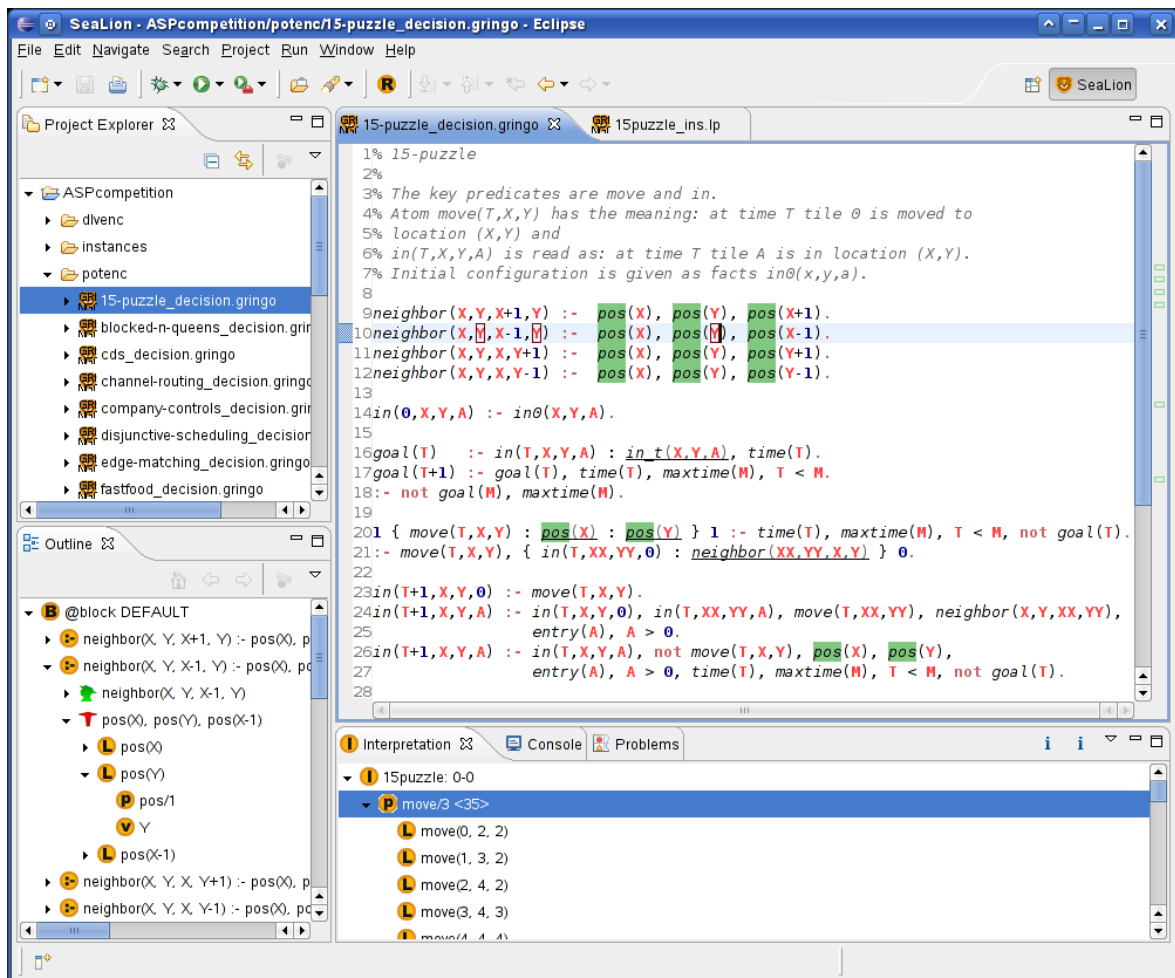 SeaLion - ASPcompetition/potenc/15-puzzle_decision.gringo - Eclipse
File Edit Navigate Search Project Run Window Help
SeaLion
Project Explorer
ASPcompetition
dlvenc
instances
potenc
15-puzzle_decision.gringo
blocked-n-queens_decision.grin
cds_decision.gringo
channel-routing_decision.gringo
company-controls_decision.grin
disjunctive-scheduling_decision
edge-matching_decision.gringo
fastfood_decision.gringo
Outline
@block DEFAULT
neighbor(X, Y, X+1, Y) :- pos(X), p
neighbor(X, Y, X-1, Y) :- pos(X), po
neighbor(X, Y, X-1, Y)
pos(X), pos(Y), pos(X-1)
pos(X)
pos(Y)
pos/1
Y
pos(X-1)
neighbor(X, Y, X, Y+1) :- pos(X), p
neighbor(X, Y, X, Y-1) :- pos(X), po
15-puzzle_decision.gringo 15puzzle_ins.lp
1% 15-puzzle
2%
3% The key predicates are move and in.
4% Atom move(T,X,Y) has the meaning: at time T tile 0 is moved to
5% location (X,Y) and
6% in(T,X,Y,A) is read as: at time T tile A is in location (X,Y).
7% Initial configuration is given as facts in0(x,y,a).
8
9neighbor(X,Y,X+1,Y) :- pos(X), pos(Y), pos(X+1).
10neighbor(X,Y,X-1,Y) :- pos(X), pos(Y), pos(X-1).
11neighbor(X,Y,X,Y+1) :- pos(X), pos(Y), pos(Y+1).
12neighbor(X,Y,X,Y-1) :- pos(X), pos(Y), pos(Y-1).
13
14in(0,X,Y,A) :- in0(X,Y,A).
15
16goal(T) :- in(T,X,Y,A) : in_t(X,Y,A), time(T).
17goal(T+1) :- goal(T), time(T), maxtime(M), T < M.
18:- not goal(M), maxtime(M).
19
201 { move(T,X,Y) : pos(X) : pos(Y) } 1 :- time(T), maxtime(M), T < M, not goal(T).
21:- move(T,X,Y), { in(T,XX,YY,0) : neighbor(XX,YY,X,Y) } 0.
22
23in(T+1,X,Y,0) :- move(T,X,Y).
24in(T+1,X,Y,A) :- in(T,X,Y,0), in(T,XX,YY,A), move(T,XX,YY), neighbor(X,Y,XX,YY),
25 entry(A), A > 0.
26in(T+1,X,Y,A) :- in(T,X,Y,A), not move(T,X,Y), pos(X), pos(Y),
27 entry(A), A > 0, time(T), maxtime(M), T < M, not goal(T).
28
Interpretation Console Problems
15puzzle: 0-0
move/3 <35>
move(0, 2, 2)
move(1, 3, 2)
move(2, 4, 2)
move(3, 4, 3)
move(4, 4, 4)